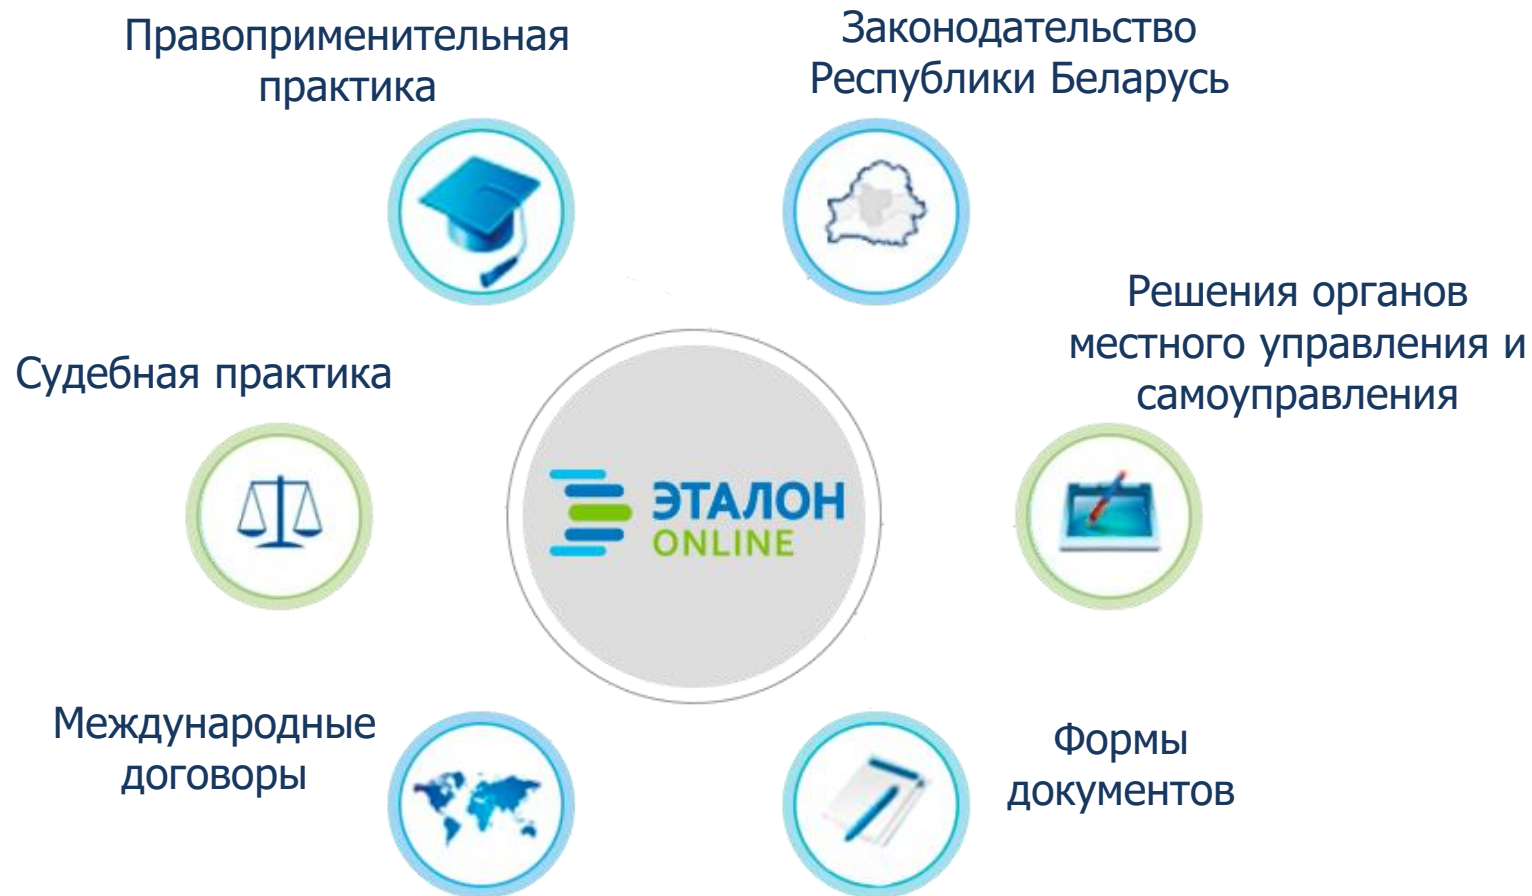 Правоприменительная
практика
Законодательство
Республики Беларусь
Решения органов
местного управления и
самоуправления
Судебная практика
ЭТАЛОН
ONLINE
Международные
договоры
Формы
документов